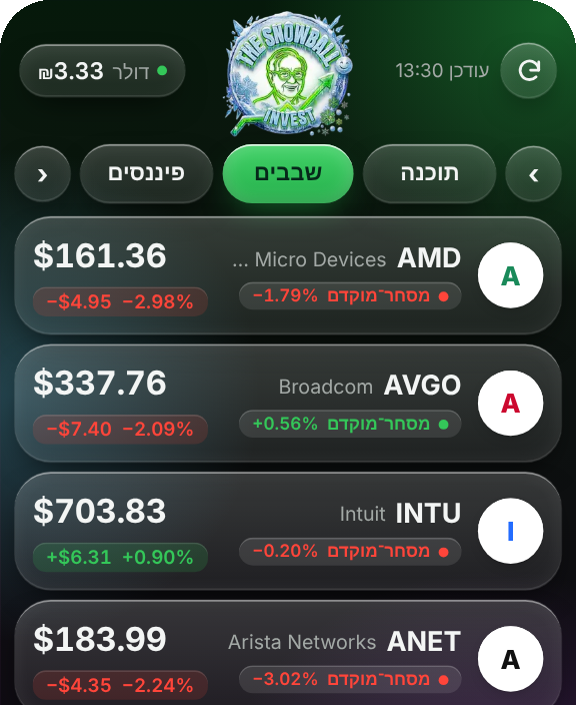 עודכן 13:30
THE SNOWBALL
INVEST
דולר ₪3.33
תוכנה
שבבים
פיננסים
A
AMD Micro Devices ...
מסחר־מוקדם −1.79%
$161.36
−$4.95 −2.98%
A
AVGO Broadcom
מסחר־מוקדם +0.56%
$337.76
−$7.40 −2.09%
I
INTU Intuit
מסחר־מוקדם −0.20%
$703.83
+$6.31 +0.90%
A
ANET Arista Networks
מסחר־מוקדם −3.02%
$183.99
−$4.35 −2.24%